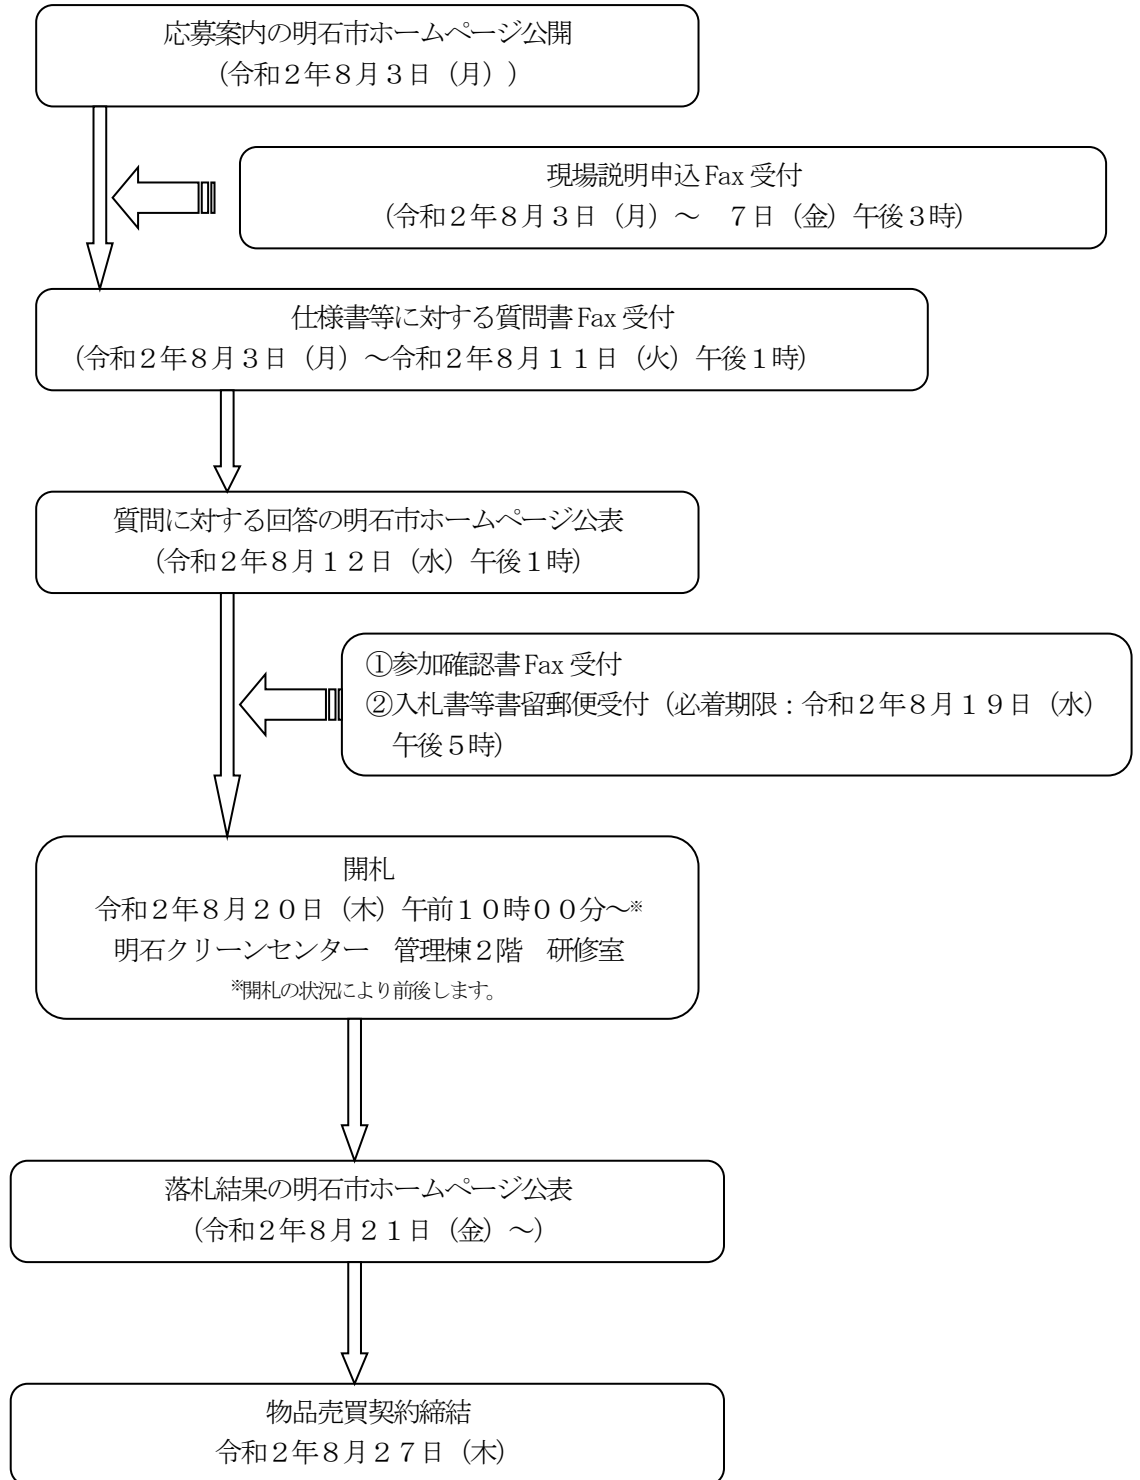 応募案内の明石市ホームページ公開
（令和２年８月３日（月））
現場説明申込 Fax 受付
（令和２年８月３日（月）～　７日（金）午後３時）
仕様書等に対する質問書 Fax 受付
（令和２年８月３日（月）～令和２年８月１１日（火）午後１時）
質問に対する回答の明石市ホームページ公表
（令和２年８月１２日（水）午後１時）
①参加確認書 Fax 受付
②入札書等書留郵便受付（必着期限：令和２年８月１９日（水）
午後５時）
開札
令和２年８月２０日（木）午前１０時００分～※
明石クリーンセンター　管理棟２階　研修室
※開札の状況により前後します。
落札結果の明石市ホームページ公表
（令和２年８月２１日（金）～）
物品売買契約締結
令和２年８月２７日（木）